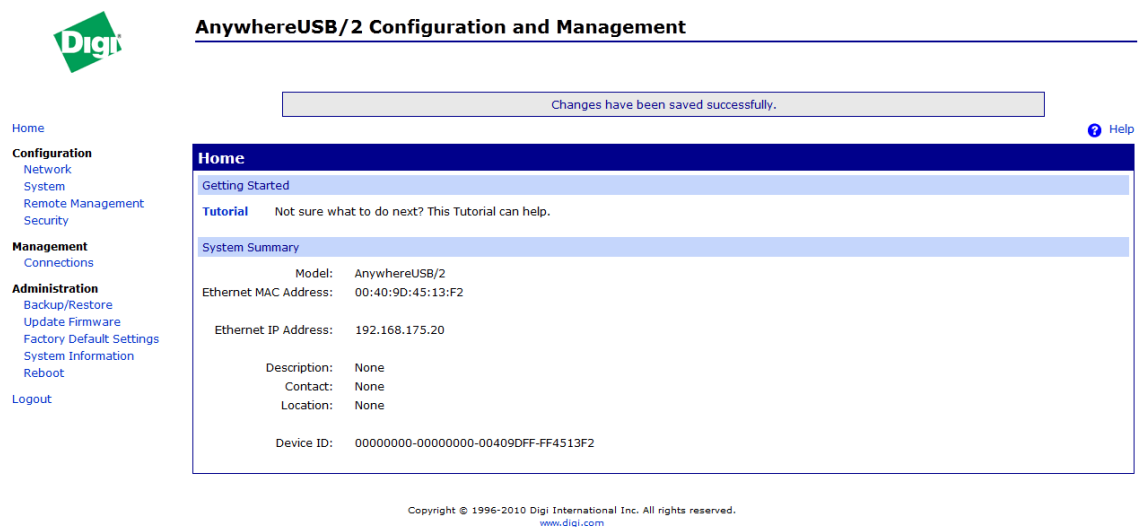 Digi
AnywhereUSB/2 Configuration and Management
Changes have been saved successfully.
Home
Help
Configuration
Network
System
Remote Management
Security
Management
Connections
Administration
Backup/Restore
Update Firmware
Factory Default Settings
System Information
Reboot
Logout
Home
Getting Started
Tutorial Not sure what to do next? This Tutorial can help.
System Summary
Model: AnywhereUSB/2
Ethernet MAC Address: 00:40:9D:45:13:F2
Ethernet IP Address: 192.168.175.20
Description: None
Contact: None
Location: None
Device ID: 00000000-00000000-00409DFF-FF4513F2
Copyright © 1996-2010 Digi International Inc. All rights reserved.
www.digi.com